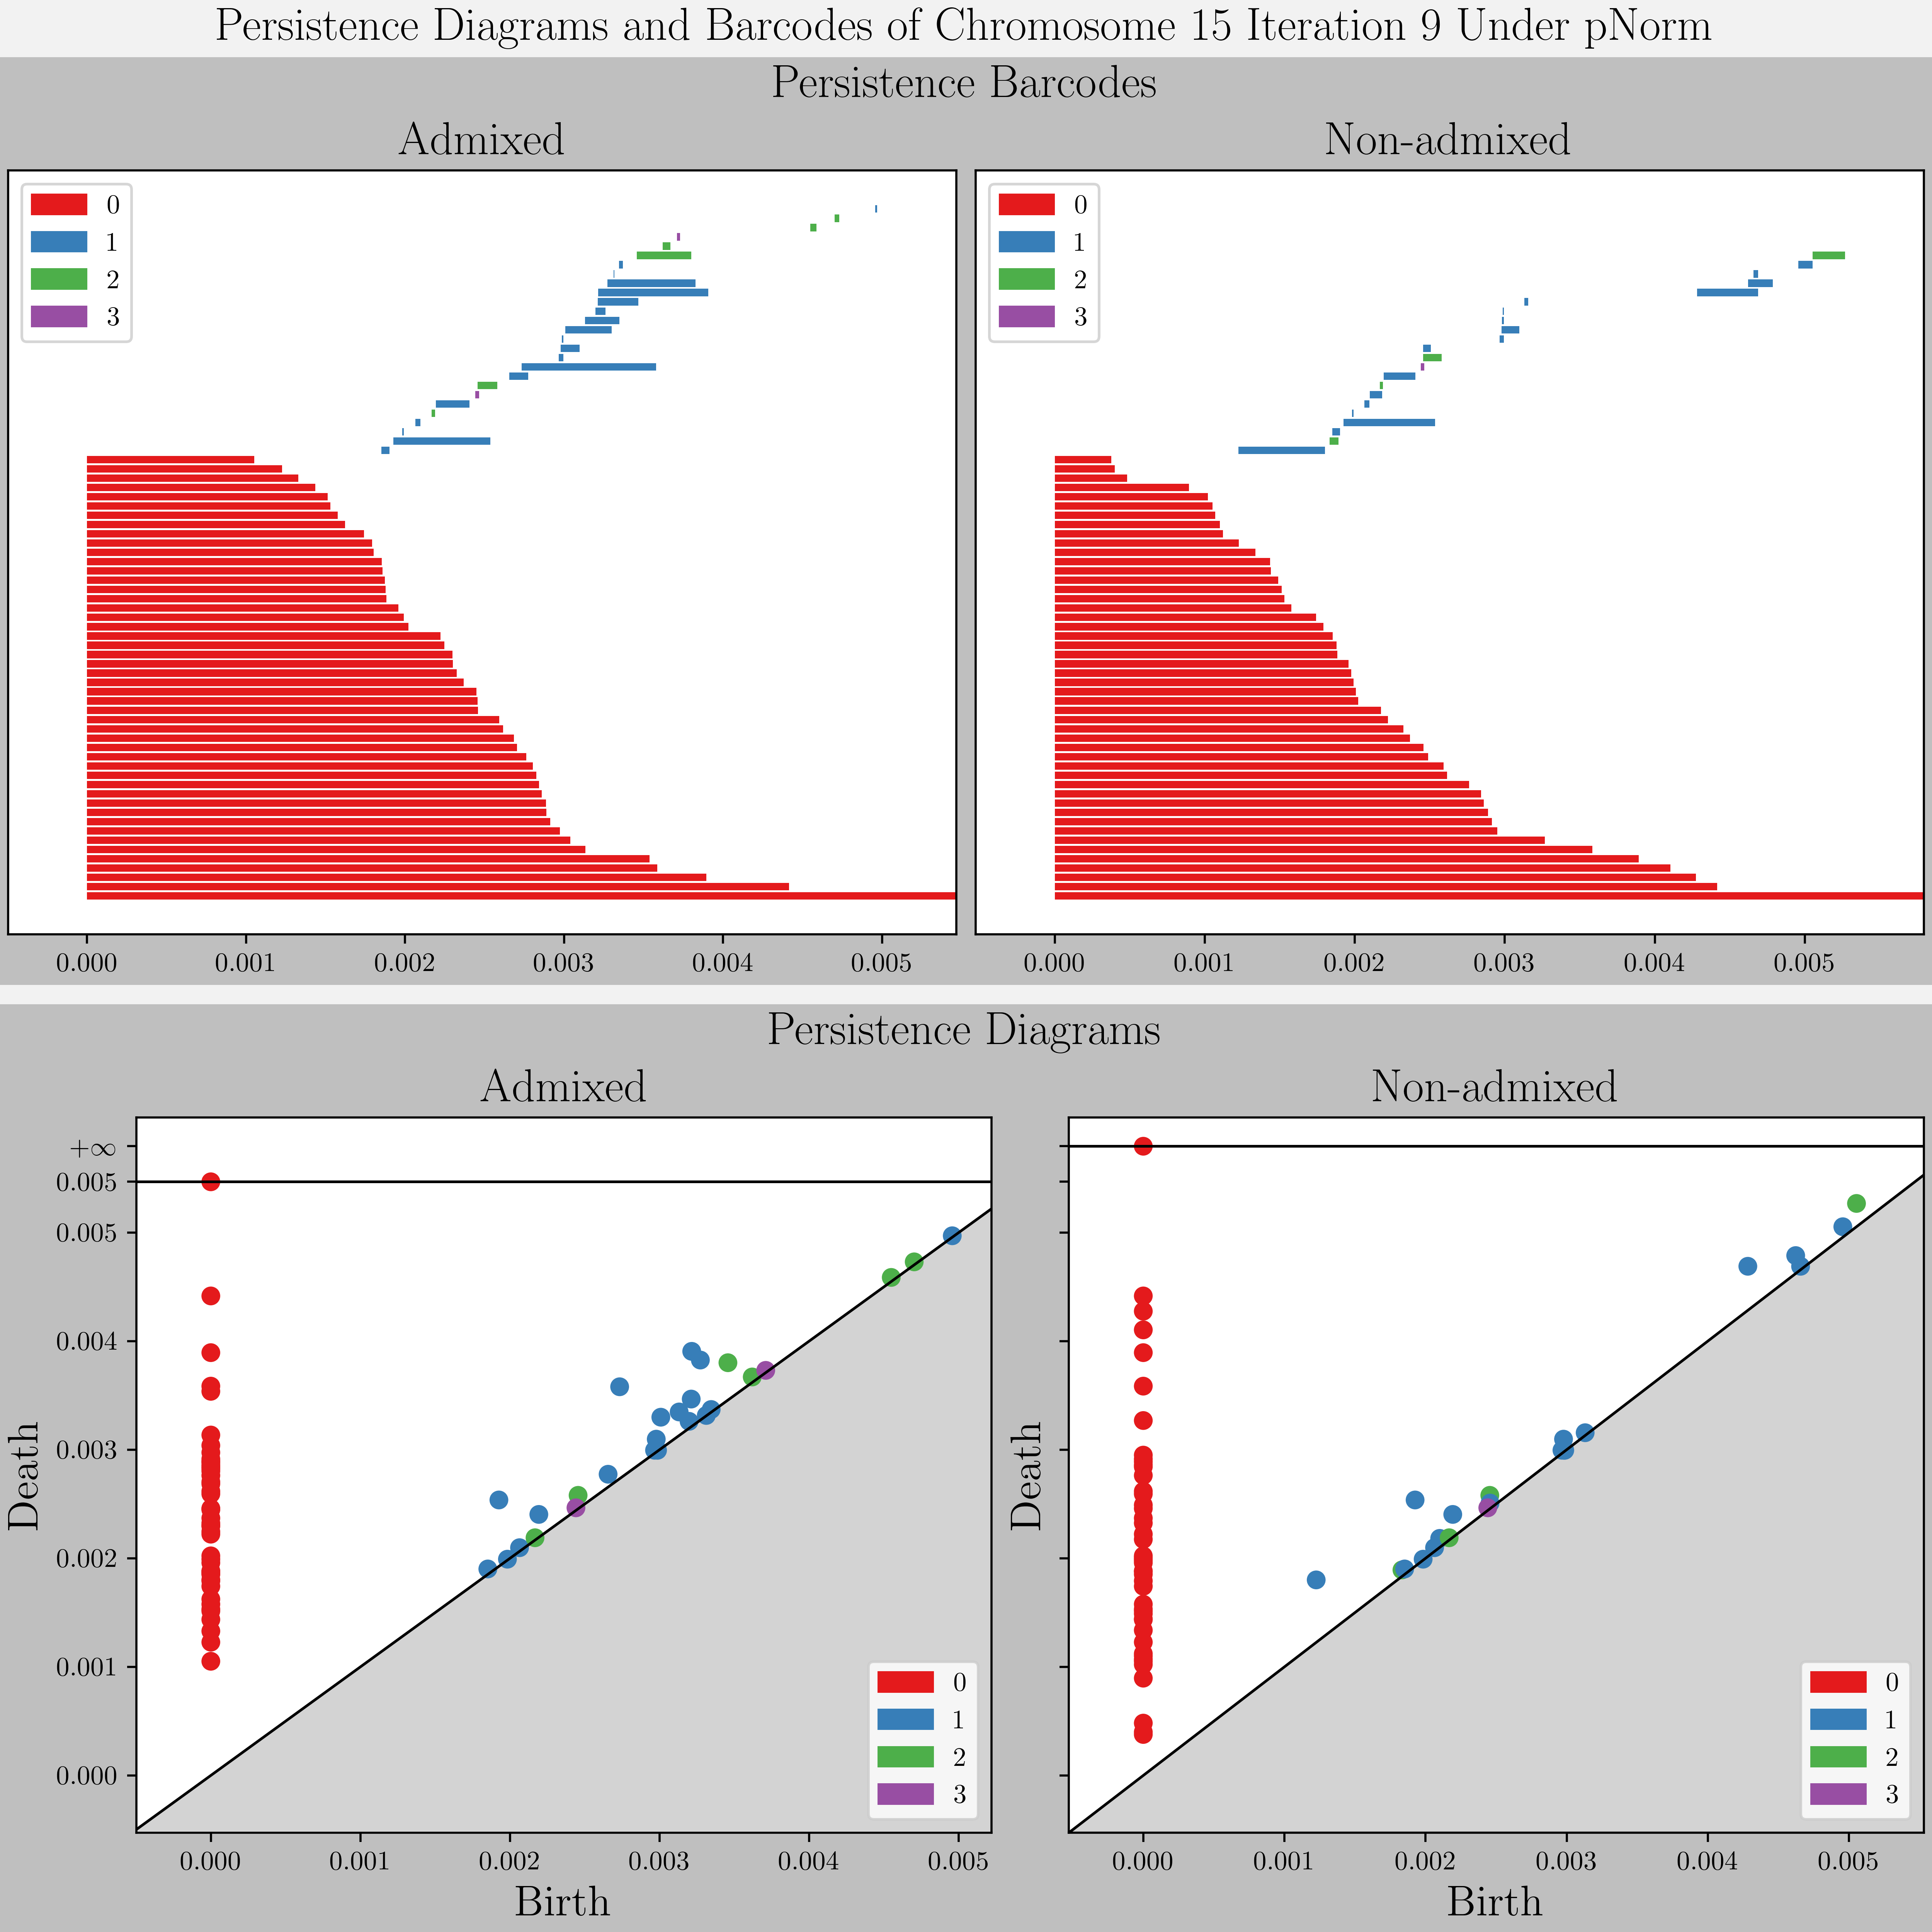 Persistence Diagrams and Barcodes of Chromosome 15 Iteration 9 Under pNorm
Persistence Barcodes
Admixed
Non-admixed
0
1
2
3
0
1
2
3
0.000 0.001 0.002 0.003 0.004 0.005
0.000 0.001 0.002 0.003 0.004 0.005
Persistence Diagrams
Admixed
Non-admixed
+∞
0.005
0.005
0.004
0.003
0.002
0.001
0.000
Death
Death
0
1
2
3
0
1
2
3
0.000 0.001 0.002 0.003 0.004 0.005
0.000 0.001 0.002 0.003 0.004 0.005
Birth
Birth